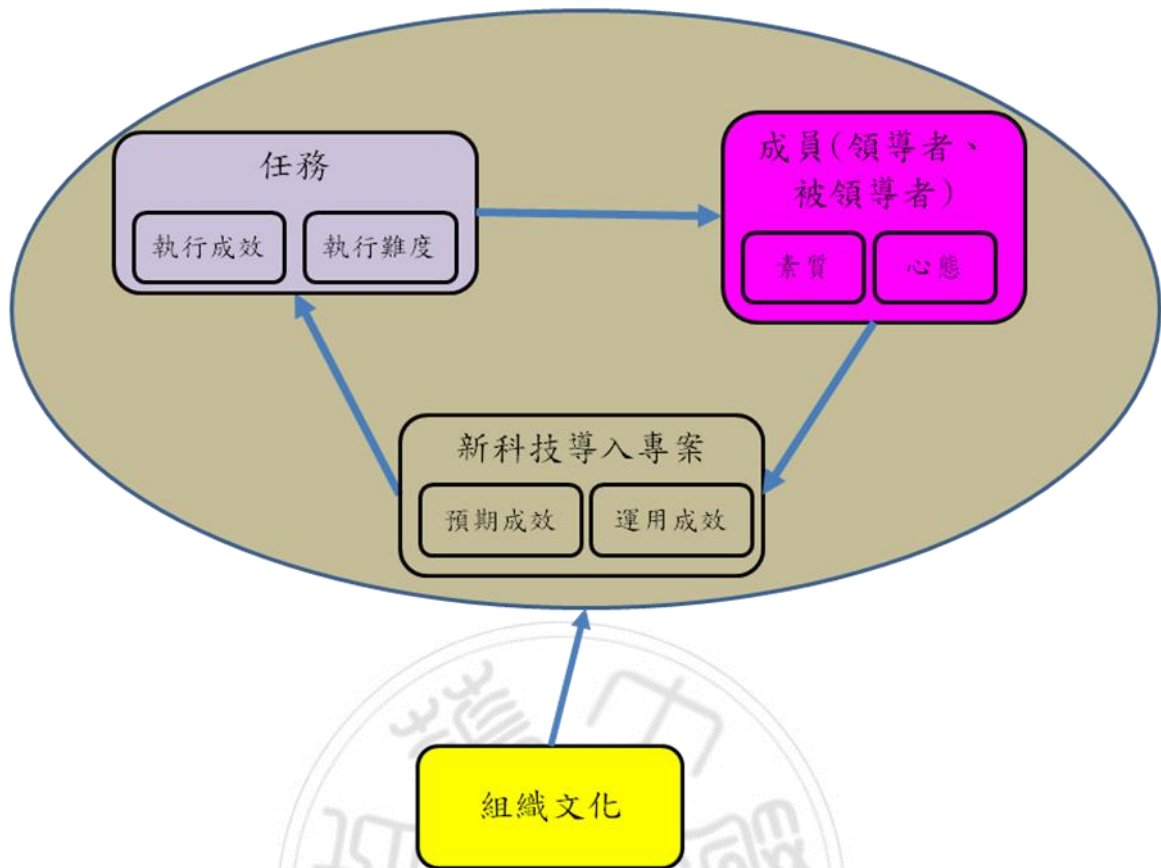 任務
執行成效
執行難度
成員(領導者、
被領導者)
素質
心態
新科技導入專案
預期成效
運用成效
組織文化